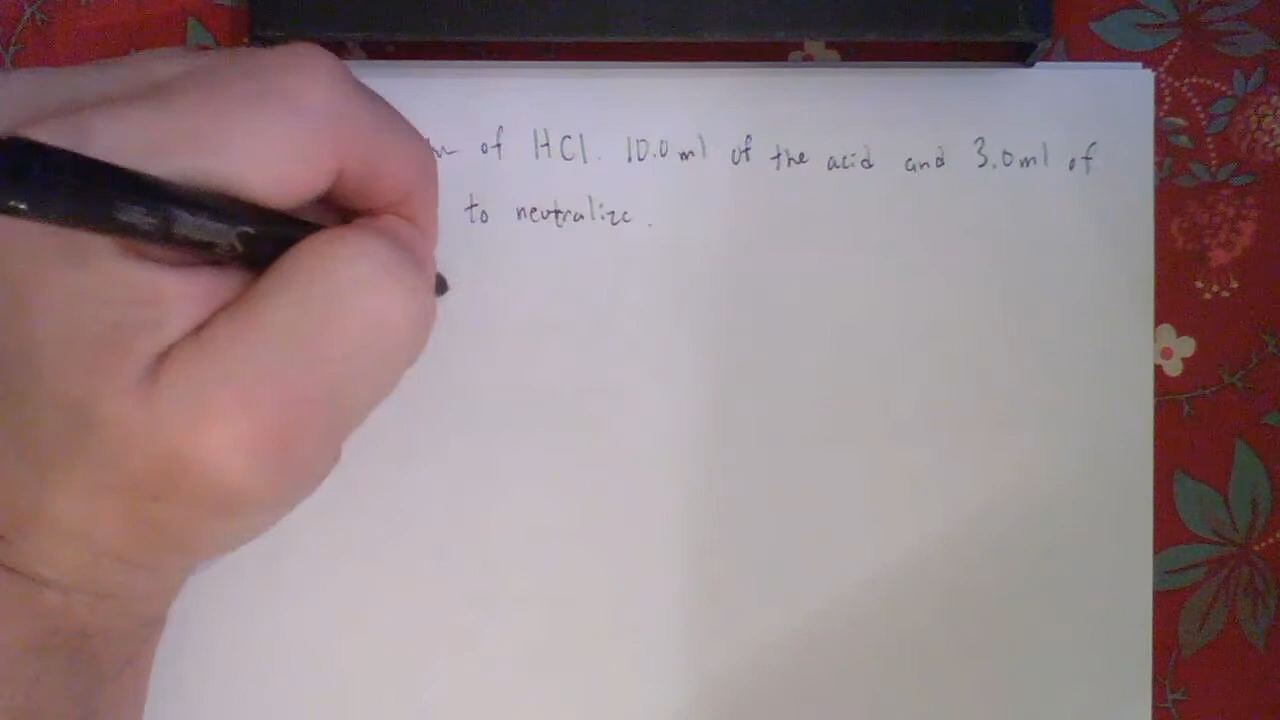 of HCl. 10.0 ml of the acid and 3.0 ml of
to neutralize.